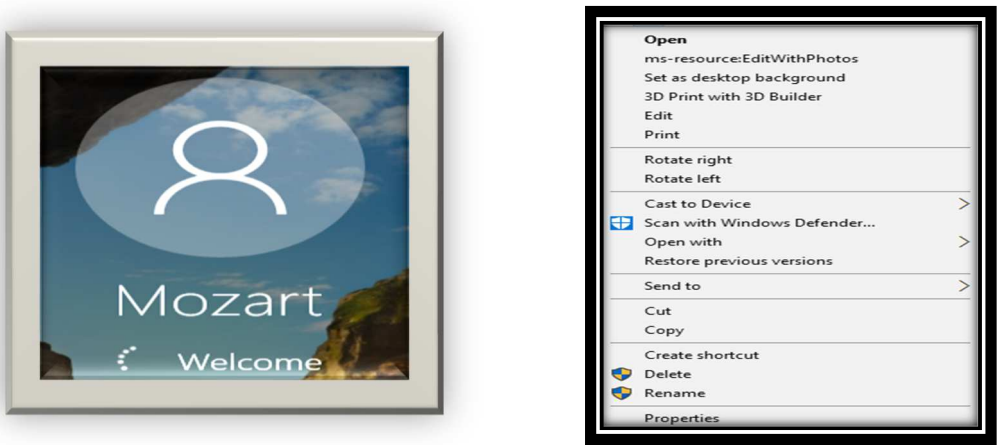 Mozart
Welcome
Open
ms-resource:EditWithPhotos
Set as desktop background
3D Print with 3D Builder
Edit
Print
Rotate right
Rotate left
Cast to Device
Scan with Windows Defender...
Open with
Restore previous versions
Send to
Cut
Copy
Create shortcut
Delete
Rename
Properties